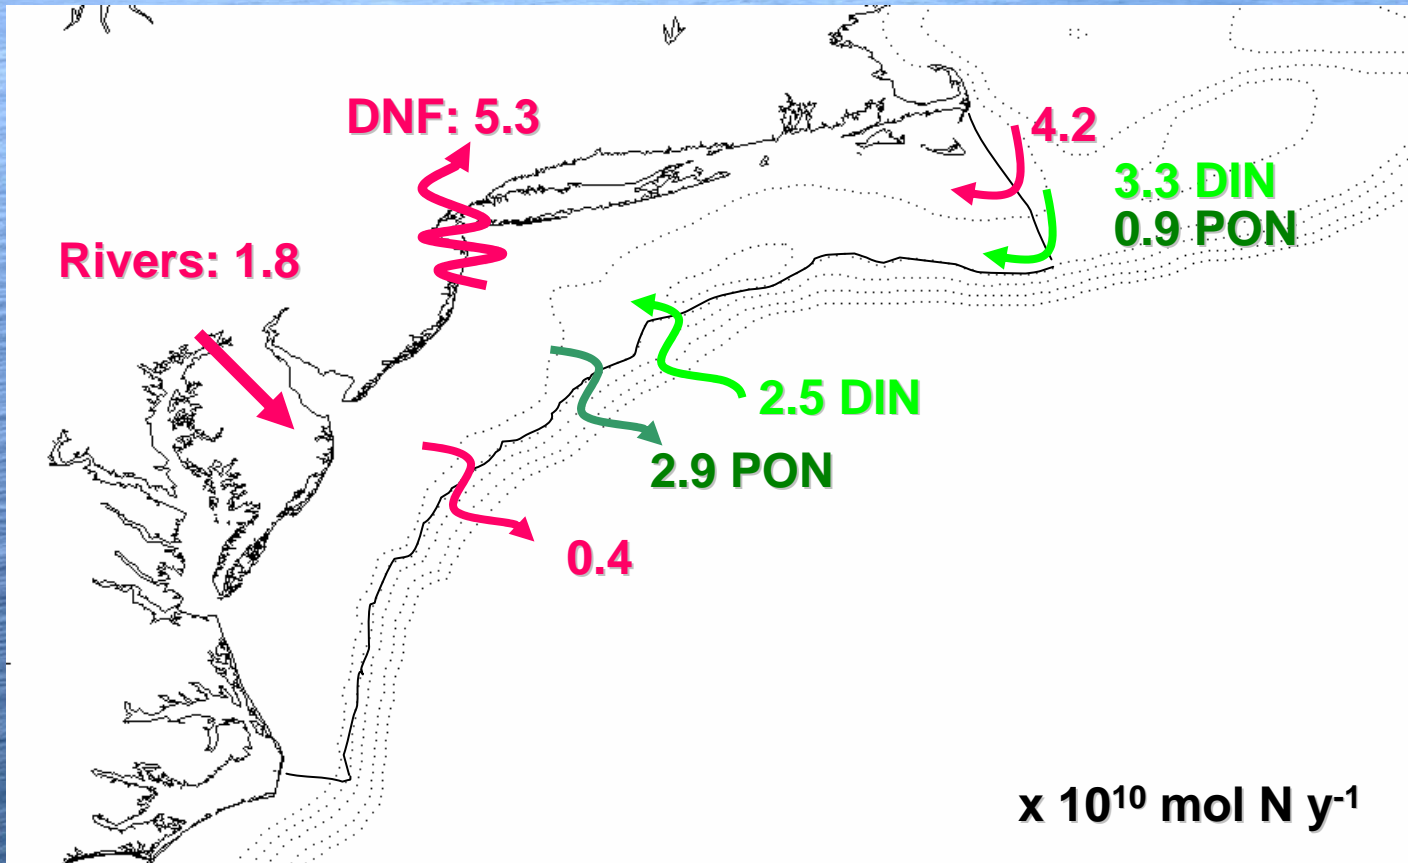 DNF: 5.3
4.2
3.3 DIN
0.9 PON
Rivers: 1.8
2.5 DIN
2.9 PON
0.4
x 10¹⁰ mol N y⁻¹